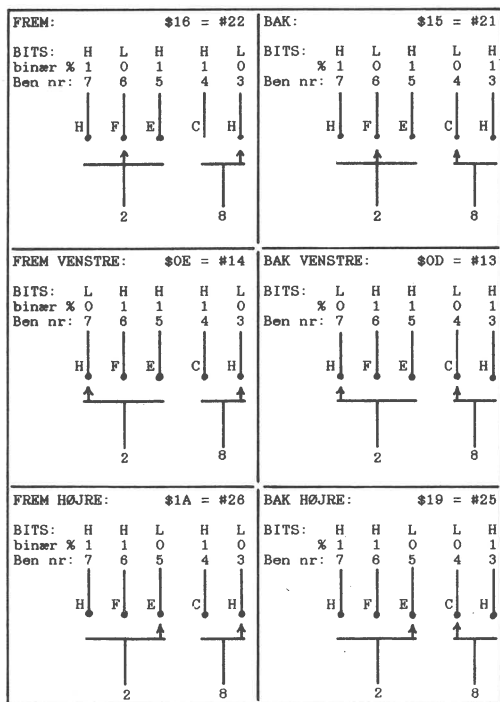 FREM: $16 = #22
BITS: H L H H L
binær % 1 0 1 1 0
Ben nr: 7 6 5 4 3
H F E C H
2 8
BAK: $15 = #21
BITS: H L H L H
% 1 0 1 0 1
Ben nr: 7 6 5 4 3
H F E C H
2 8
FREM VENSTRE: $0E = #14
BITS: L H H H L
binær % 0 1 1 1 0
Ben nr: 7 6 5 4 3
H F E C H
2 8
BAK VENSTRE: $0D = #13
BITS: L H H L H
% 0 1 1 0 1
Ben nr: 7 6 5 4 3
H F E C H
2 8
FREM HØJRE: $1A = #26
BITS: H H L H L
binær % 1 1 0 1 0
Ben nr: 7 6 5 4 3
H F E C H
2 8
BAK HØJRE: $19 = #25
BITS: H H L L H
% 1 1 0 0 1
Ben nr: 7 6 5 4 3
H F E C H
2 8